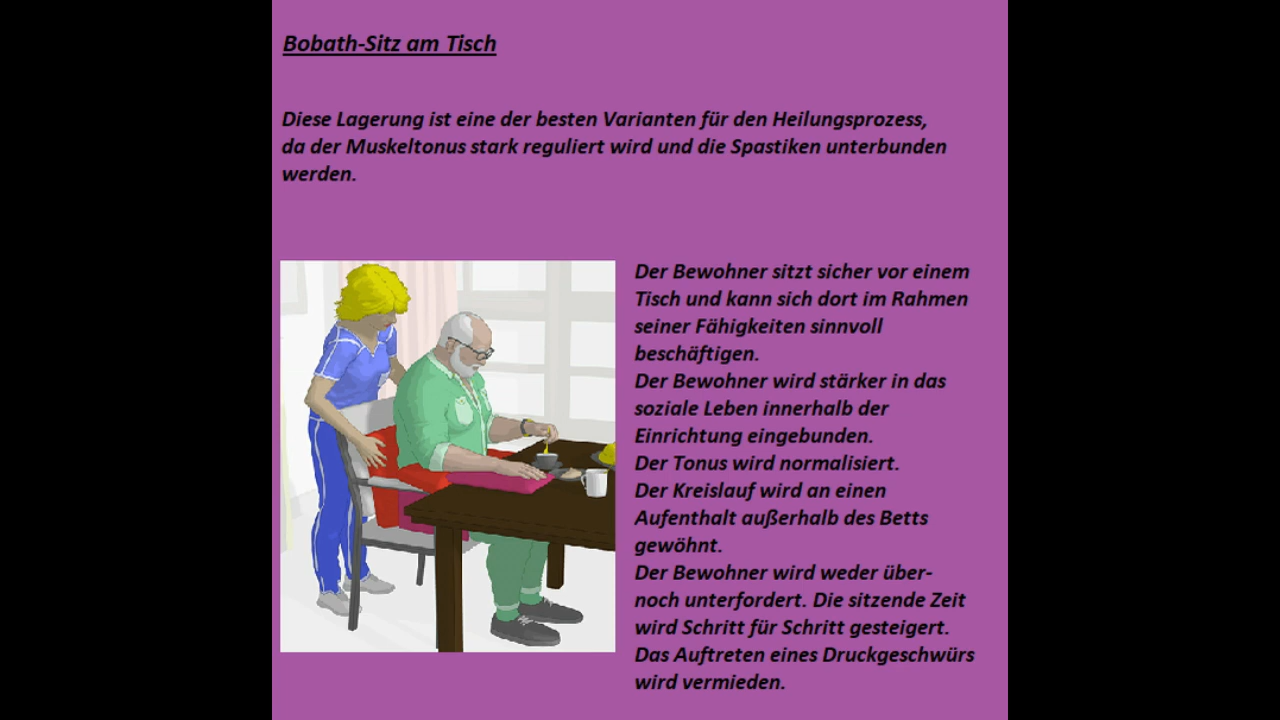 Bobath-Sitz am Tisch
Diese Lagerung ist eine der besten Varianten für den Heilungsprozess,
da der Muskeltonus stark reguliert wird und die Spastiken unterbunden
werden.
Der Bewohner sitzt sicher vor einem
Tisch und kann sich dort im Rahmen
seiner Fähigkeiten sinnvoll
beschäftigen.
Der Bewohner wird stärker in das
soziale Leben innerhalb der
Einrichtung eingebunden.
Der Tonus wird normalisiert.
Der Kreislauf wird an einen
Aufenthalt außerhalb des Betts
gewöhnt.
Der Bewohner wird weder über-
noch unterfordert. Die sitzende Zeit
wird Schritt für Schritt gesteigert.
Das Auftreten eines Druckgeschwürs
wird vermieden.